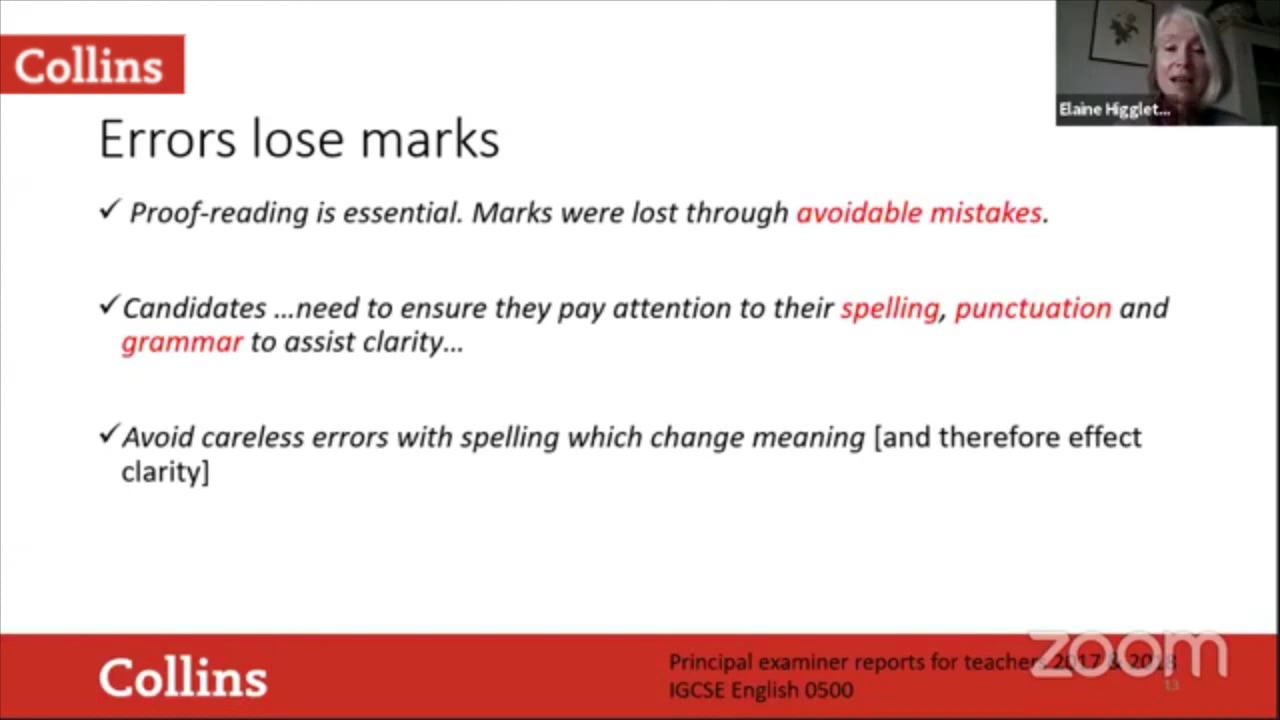 Collins
Elaine Higglet...
Errors lose marks
✓ Proof-reading is essential. Marks were lost through avoidable mistakes.
✓ Candidates ...need to ensure they pay attention to their spelling, punctuation and
grammar to assist clarity...
✓ Avoid careless errors with spelling which change meaning [and therefore effect
clarity]
Collins
Principal examiner reports for teachers 2017 & 2018
IGCSE English 0500
zoom
13